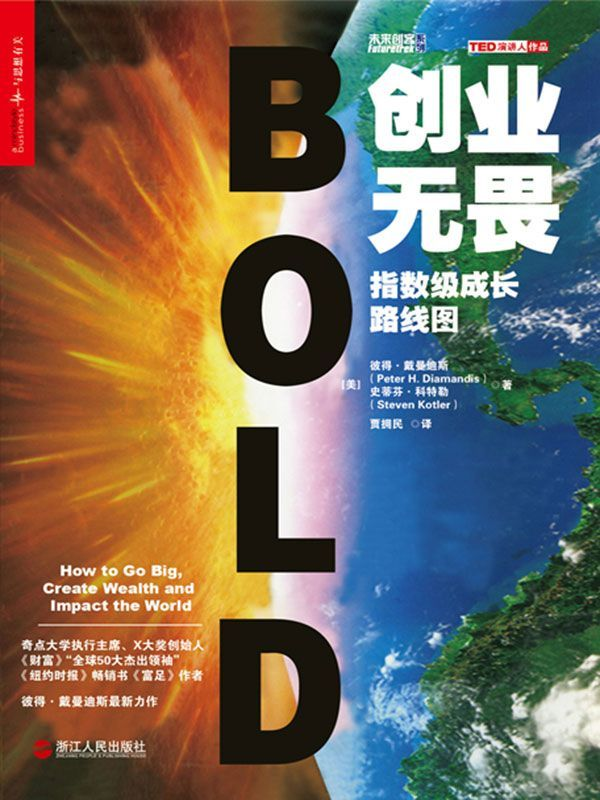 与思想有关
business
未来创客
Futuretrek
系列
TED演讲人作品
BOLD
创业
无畏
指数级成长
路线图
彼得·戴曼迪斯
[美] (Peter H. Diamandis) ◎著
史蒂芬·科特勒
(Steven Kotler)
贾拥民 ◎译
How to Go Big,
Create Wealth and
Impact the World
奇点大学执行主席、X大奖创始人
《财富》“全球50大杰出领袖”
《纽约时报》畅销书《富足》作者
彼得·戴曼迪斯最新力作
浙江人民出版社
ZHEJIANG PEOPLE'S PUBLISHING HOUSE